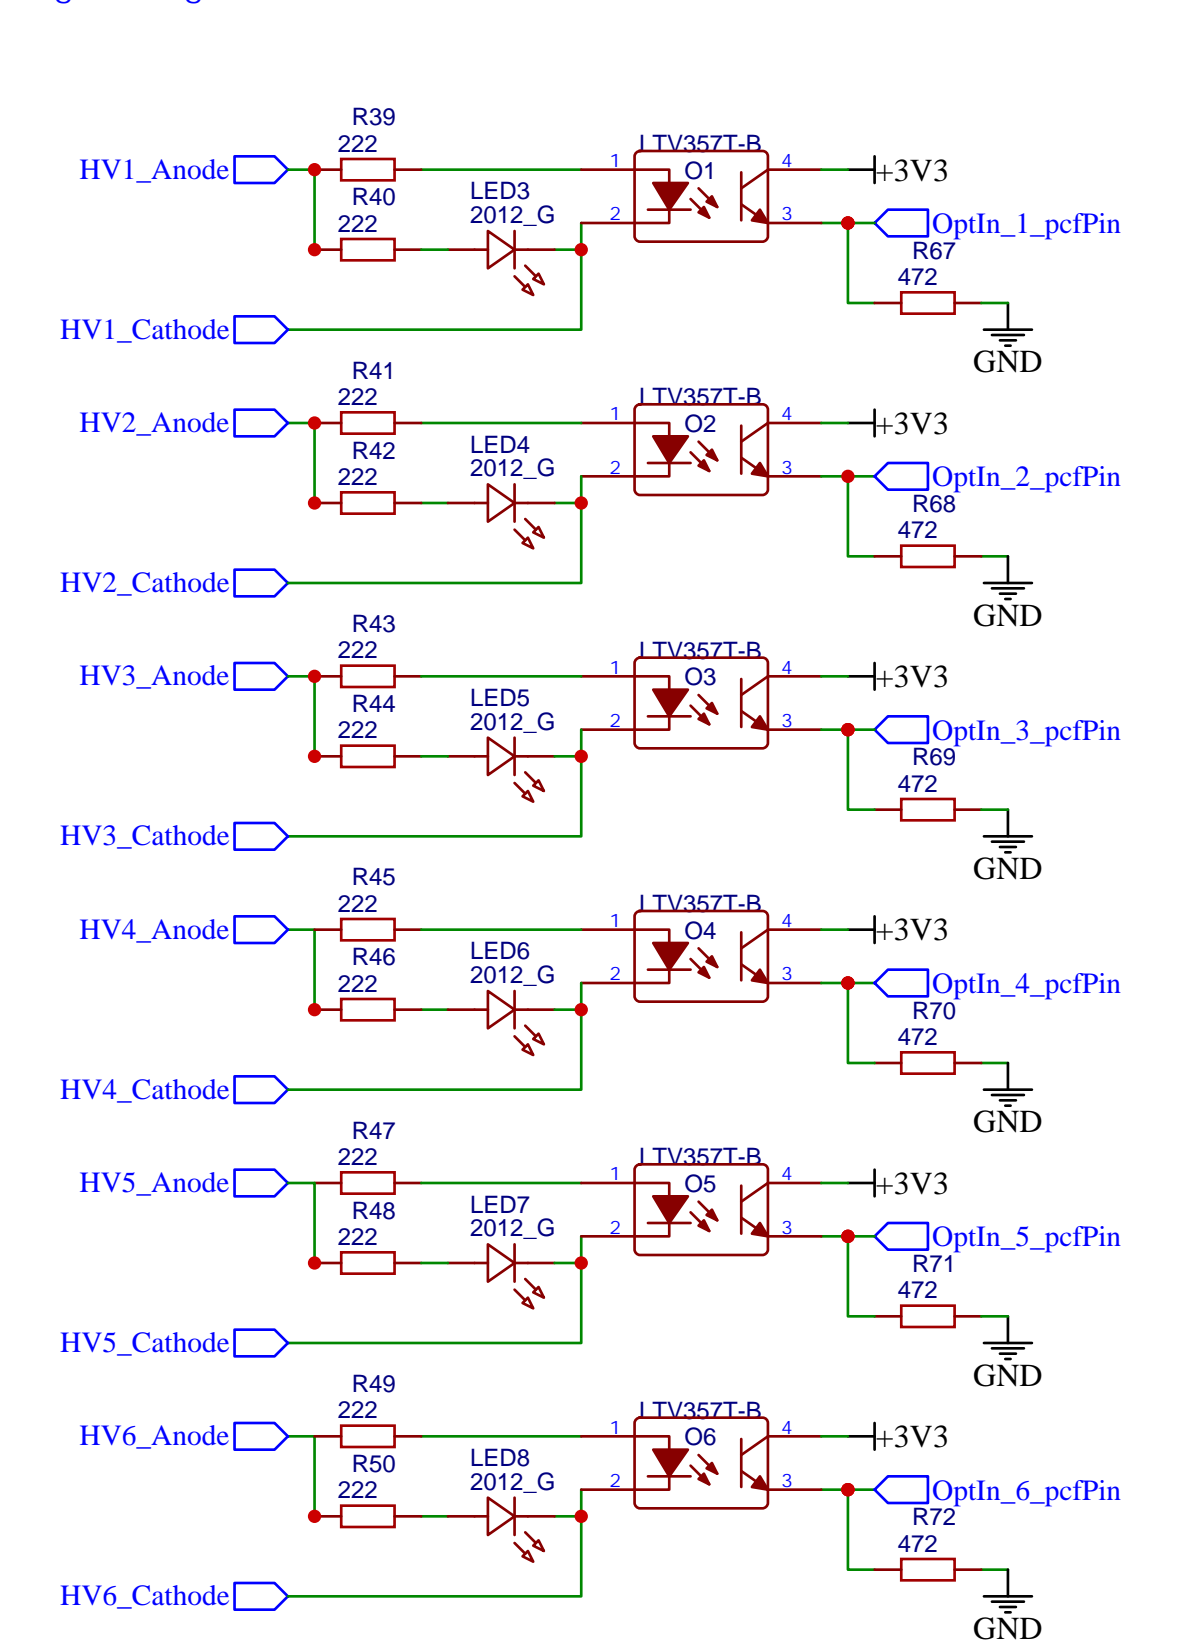 R39
222
HV1_Anode
R40
222
LED3
2012_G
LTV357T-B
O1
1
2
4
3
+3V3
OptIn_1_pcfPin
R67
472
GND
HV1_Cathode
R41
222
HV2_Anode
R42
222
LED4
2012_G
LTV357T-B
O2
1
2
4
3
+3V3
OptIn_2_pcfPin
R68
472
GND
HV2_Cathode
R43
222
HV3_Anode
R44
222
LED5
2012_G
LTV357T-B
O3
1
2
4
3
+3V3
OptIn_3_pcfPin
R69
472
GND
HV3_Cathode
R45
222
HV4_Anode
R46
222
LED6
2012_G
LTV357T-B
O4
1
2
4
3
+3V3
OptIn_4_pcfPin
R70
472
GND
HV4_Cathode
R47
222
HV5_Anode
R48
222
LED7
2012_G
LTV357T-B
O5
1
2
4
3
+3V3
OptIn_5_pcfPin
R71
472
GND
HV5_Cathode
R49
222
HV6_Anode
R50
222
LED8
2012_G
LTV357T-B
O6
1
2
4
3
+3V3
OptIn_6_pcfPin
R72
472
GND
HV6_Cathode